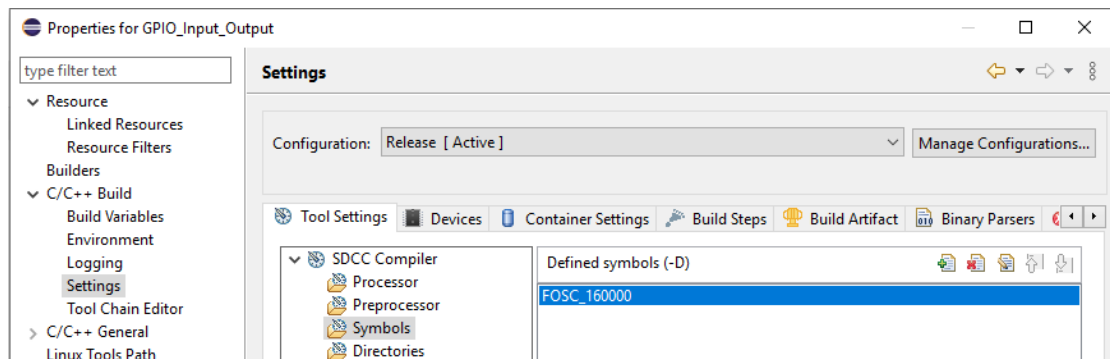 Properties for GPIO_Input_Output
type filter text
Resource
Linked Resources
Resource Filters
Builders
C/C++ Build
Build Variables
Environment
Logging
Settings
Tool Chain Editor
C/C++ General
Linux Tools Path
Settings
Configuration: Release [ Active ] Manage Configurations...
Tool Settings Devices Container Settings Build Steps Build Artifact Binary Parsers
SDCC Compiler
Processor
Preprocessor
Symbols
Directories
Defined symbols (-D)
FOSC_160000